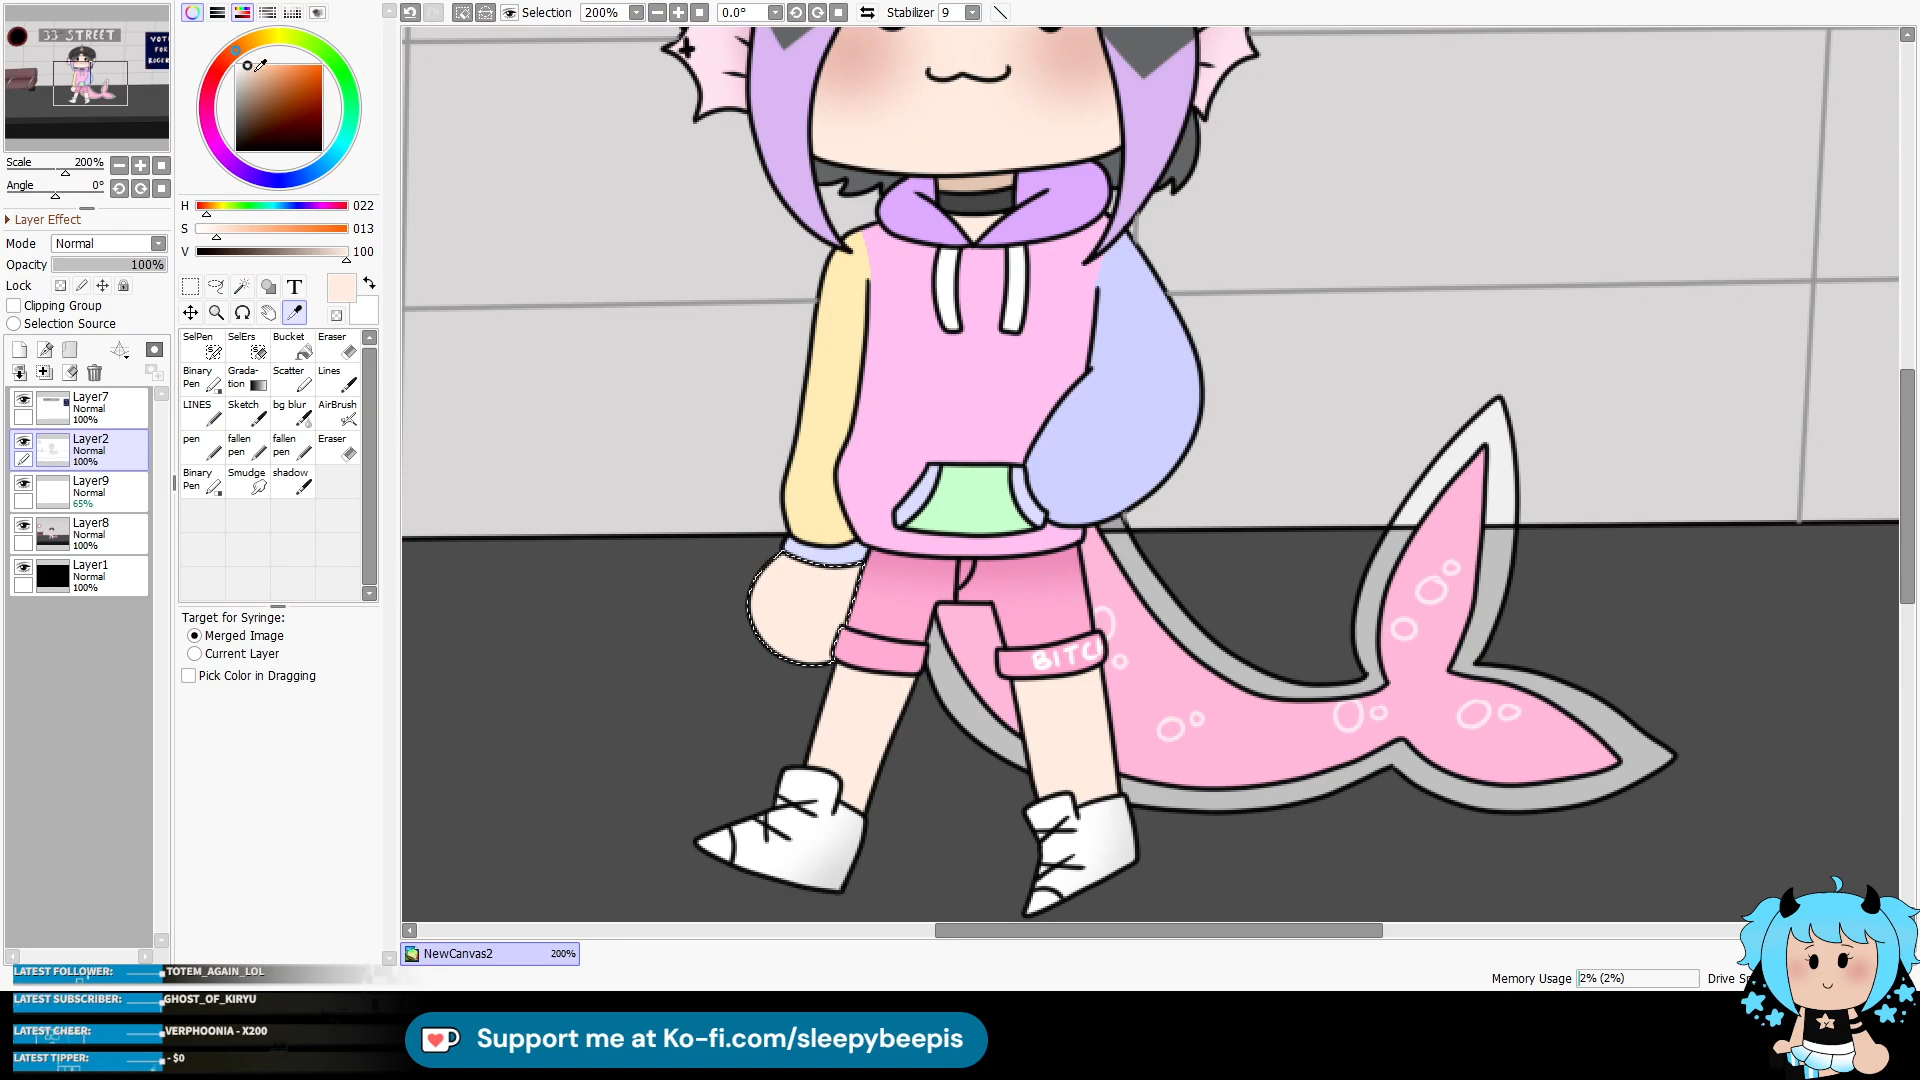 Selection
200%
0.0°
Stabilizer 9
33 STREET
VOT
FOR
ROGER
Scale 200%
Angle 0°
Layer Effect
Mode Normal
Opacity 100%
Lock
Clipping Group
Selection Source
H 022
S 013
V 100
T
Layer7
Normal
100%
Layer2
Normal
100%
Layer9
Normal
65%
Layer8
Normal
100%
Layer1
Normal
100%
SelPen SelErs Bucket Eraser
Binary Pen Grada-tion Scatter Lines
LINES Sketch bg blur AirBrush
pen fallen pen fallen pen Eraser
Binary Pen Smudge shadow
Target for Syringe:
Merged Image
Current Layer
Pick Color in Dragging
BITC
NewCanvas2 200%
Memory Usage 2% (2%)
LATEST FOLLOWER: TOTEM_AGAIN_LOL
LATEST SUBSCRIBER: GHOST_OF_KIRYU
LATEST CHEER: VERPHOONIA - X200
LATEST TIPPER: - $0
Support me at Ko-fi.com/sleepybeepis